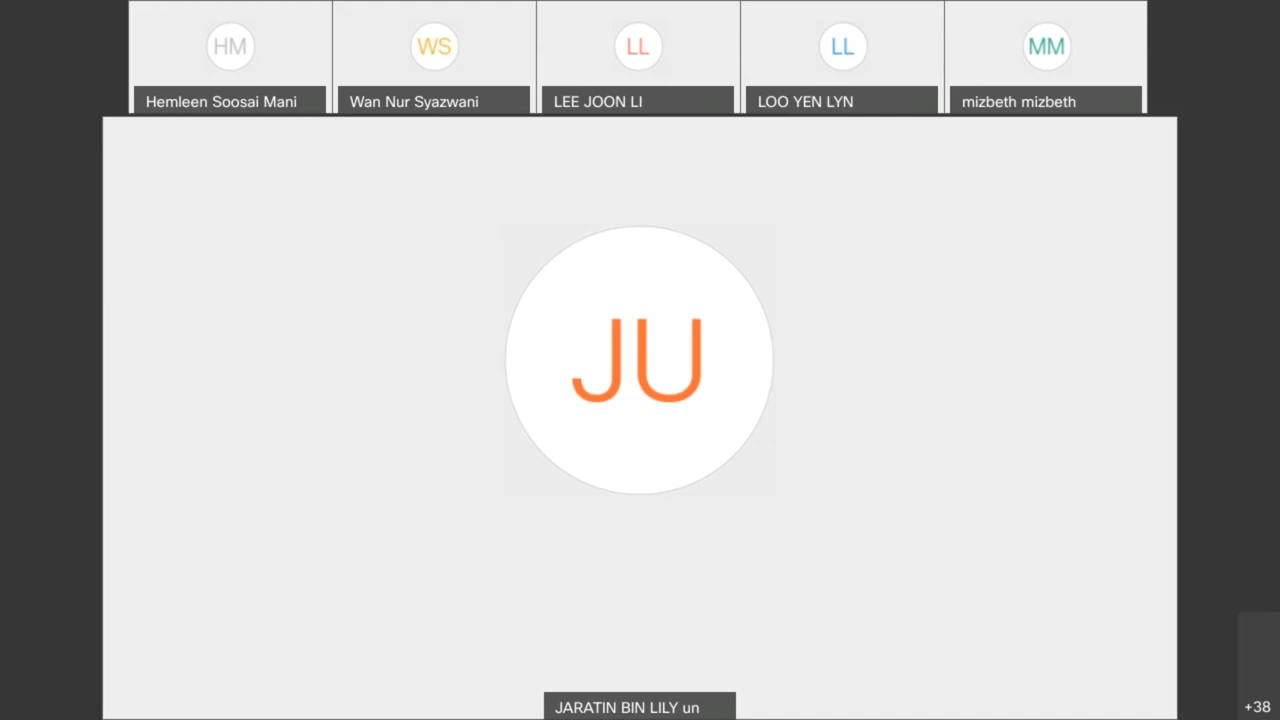 HM
WS
LL
LL
MM
Hemleen Soosai Mani
Wan Nur Syazwani
LEE JOON LI
LOO YEN LYN
mizbeth mizbeth
JU
JARATIN BIN LILY un
+38